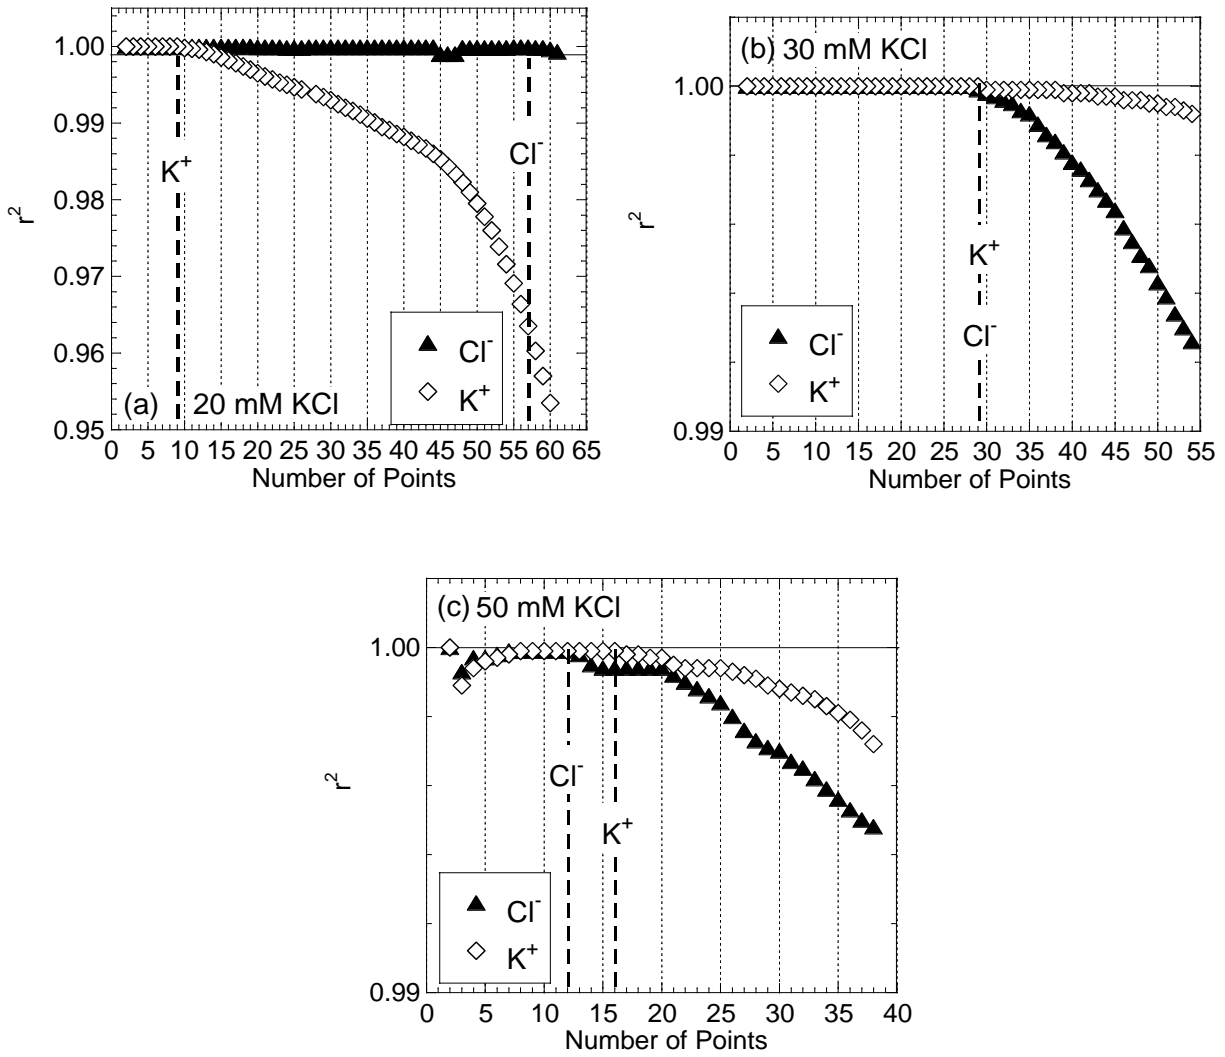 1.00
0.99
0.98
0.97
0.96
0.95
r²
K⁺
Cl⁻
Cl⁻
K⁺
(a) 20 mM KCl
0 5 10 15 20 25 30 35 40 45 50 55 60 65
Number of Points
(b) 30 mM KCl
1.00
0.99
r²
K⁺
Cl⁻
Cl⁻
K⁺
0 5 10 15 20 25 30 35 40 45 50 55
Number of Points
(c) 50 mM KCl
1.00
0.99
r²
Cl⁻
K⁺
Cl⁻
K⁺
0 5 10 15 20 25 30 35 40
Number of Points